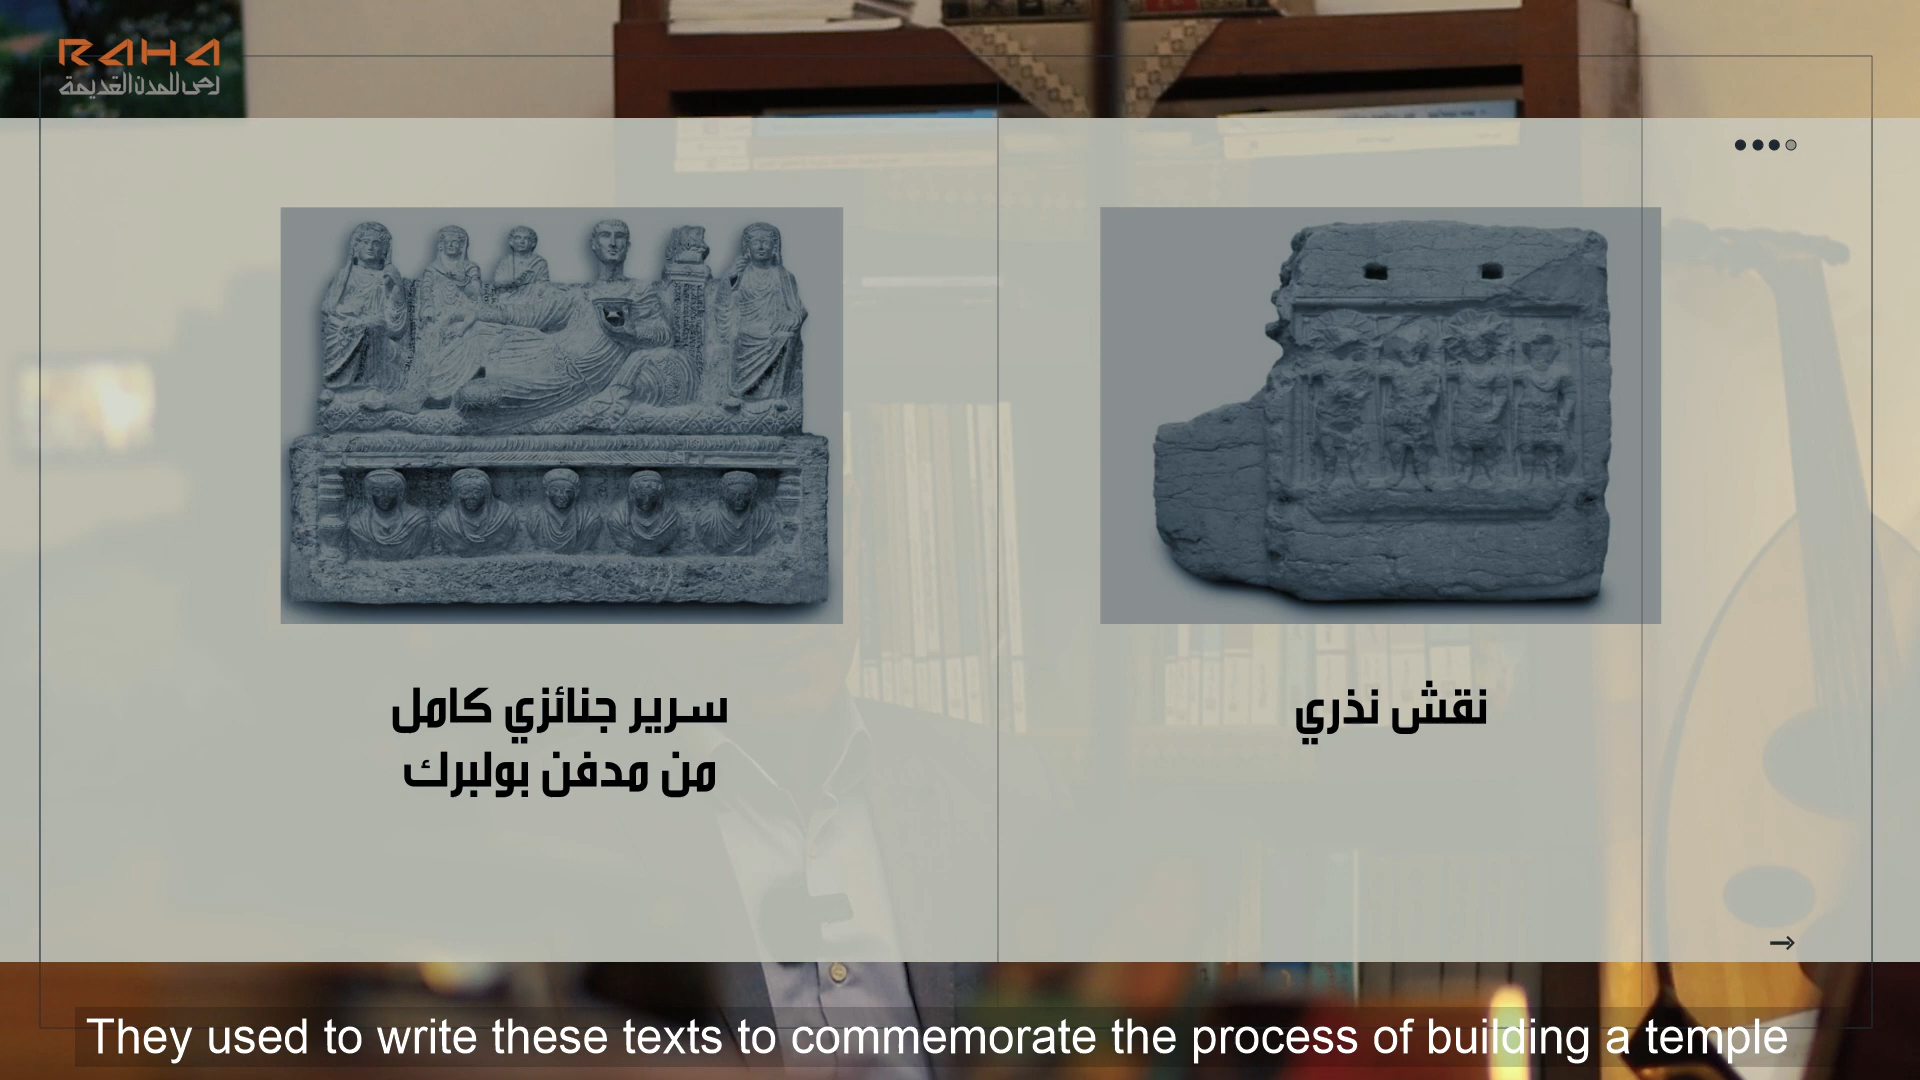 RAHA
رحى للمدن القديمة
نقش نذري
سرير جنائزي كامل
من مدفن بولبرك
They used to write these texts to commemorate the process of building a temple